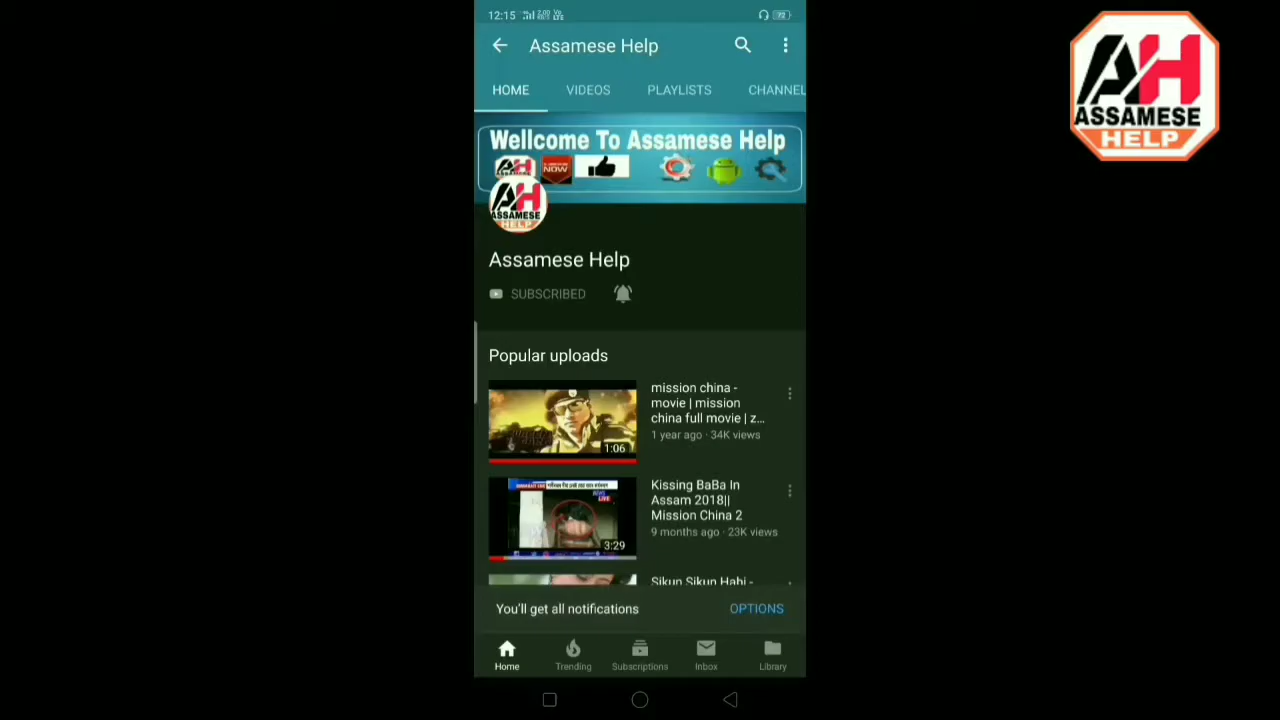 12:15
Assamese Help
HOME VIDEOS PLAYLISTS CHANNEL
Wellcome To Assamese Help
NOW
ASSAMESE
HELP
Assamese Help
SUBSCRIBED
Popular uploads
mission china -
movie | mission
china full movie | z...
1 year ago · 34K views
1:06
Kissing BaBa In
Assam 2018||
Mission China 2
9 months ago · 23K views
3:29
Sikun Sikun Habi -
You'll get all notifications OPTIONS
Home Trending Subscriptions Inbox Library
AH
ASSAMESE
HELP